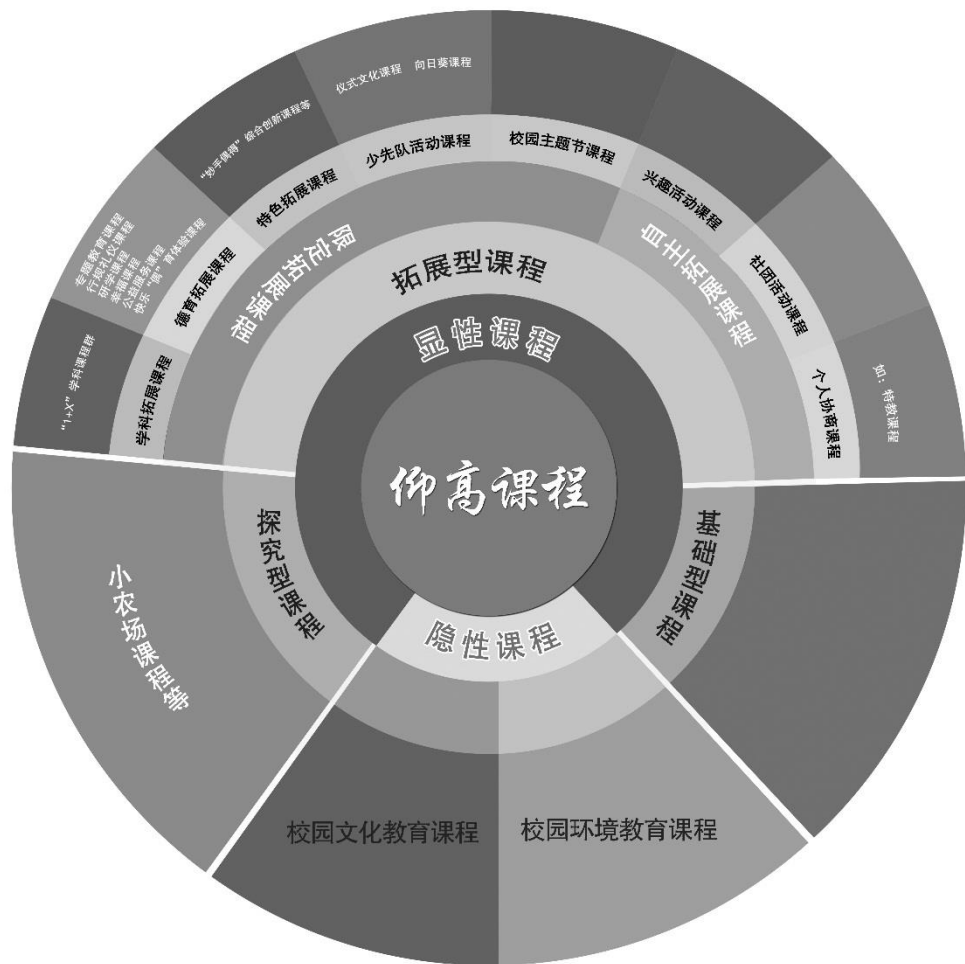 仰高课程
显性课程
隐性课程
拓展型课程
探究型课程
基础型课程
限定拓展课程
自主拓展课程
学科拓展课程
德育拓展课程
特色拓展课程
少先队活动课程
校园主题节课程
兴趣活动课程
社团活动课程
个人协商课程
“1+X”学科课程群
专题教育课程
行规礼仪课程
研学课程
幸福课程
公益服务课程
快乐“偶”育体验课程
“妙手偶得”综合创新课程等
仪式文化课程 向日葵课程
如：特教课程
小农场课程等
校园文化教育课程
校园环境教育课程